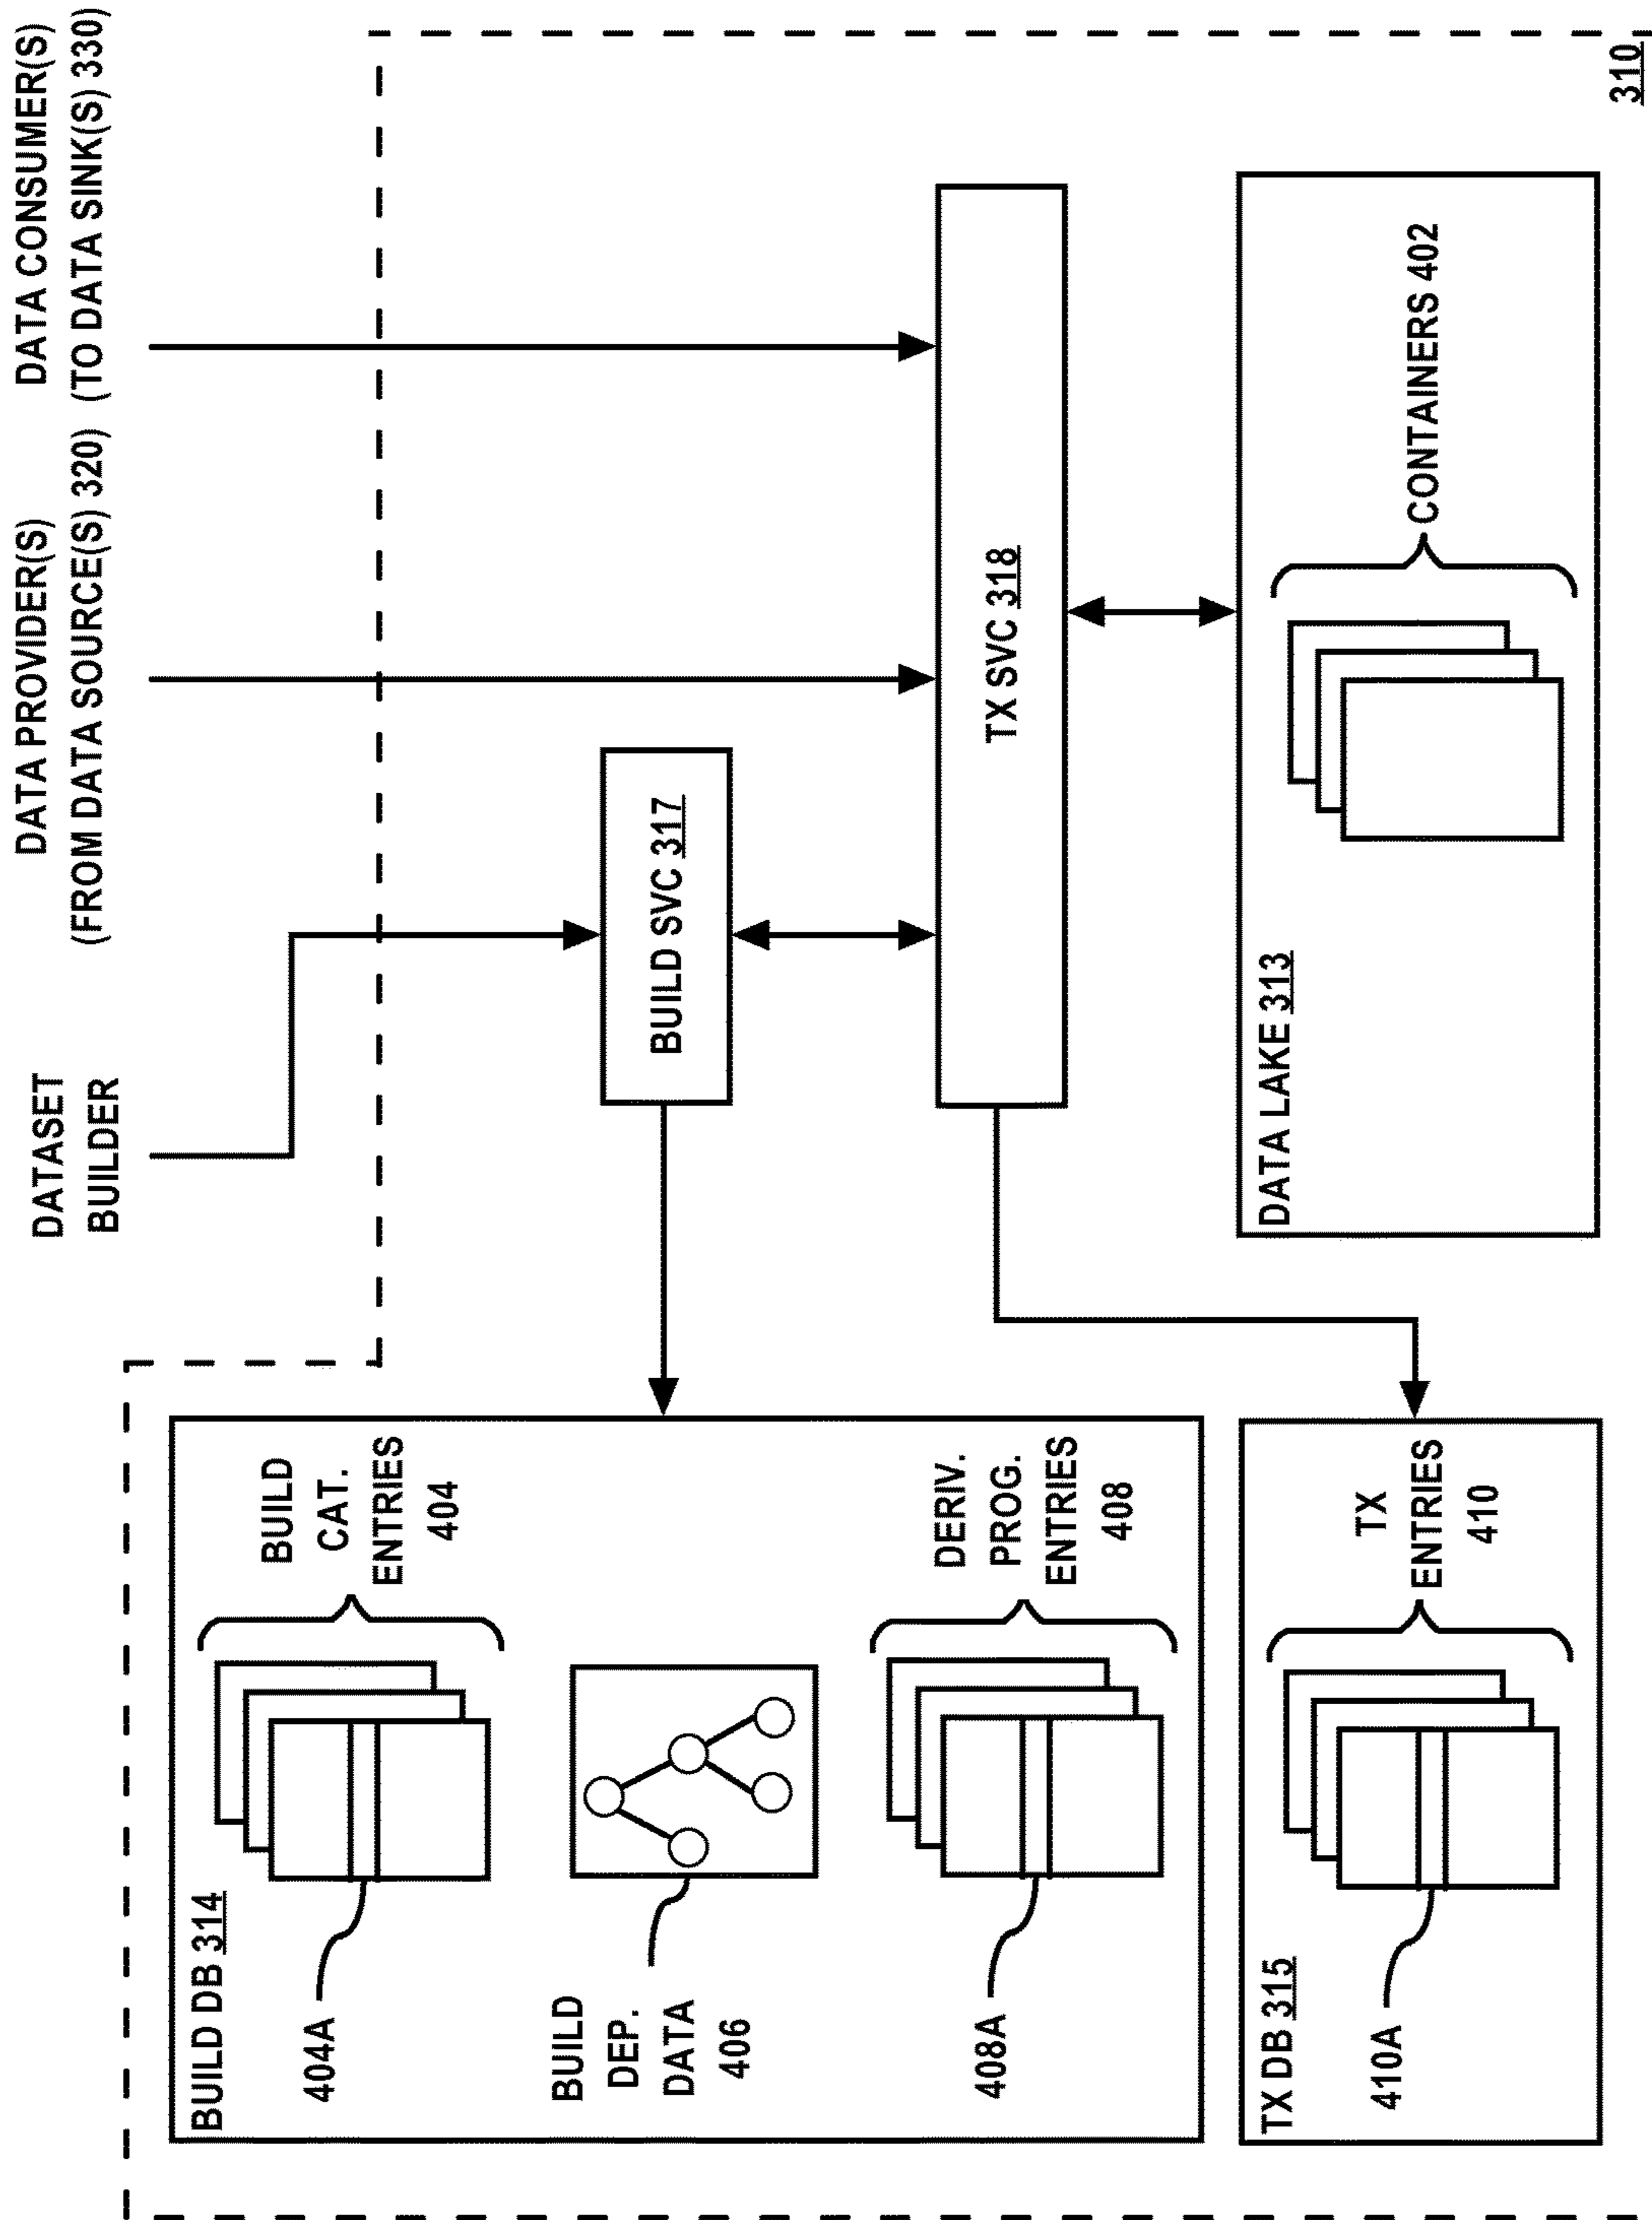 DATASET
BUILDER
DATA PROVIDER(S)
(FROM DATA SOURCE(S) 320)
DATA CONSUMER(S)
(TO DATA SINK(S) 330)
BUILD DB 314
404A
BUILD
CAT.
ENTRIES
404
BUILD
DEP.
DATA
406
408A
DERIV.
PROG.
ENTRIES
408
BUILD SVC 317
TX SVC 318
TX DB 315
410A
TX
ENTRIES
410
DATA LAKE 313
CONTAINERS 402
310